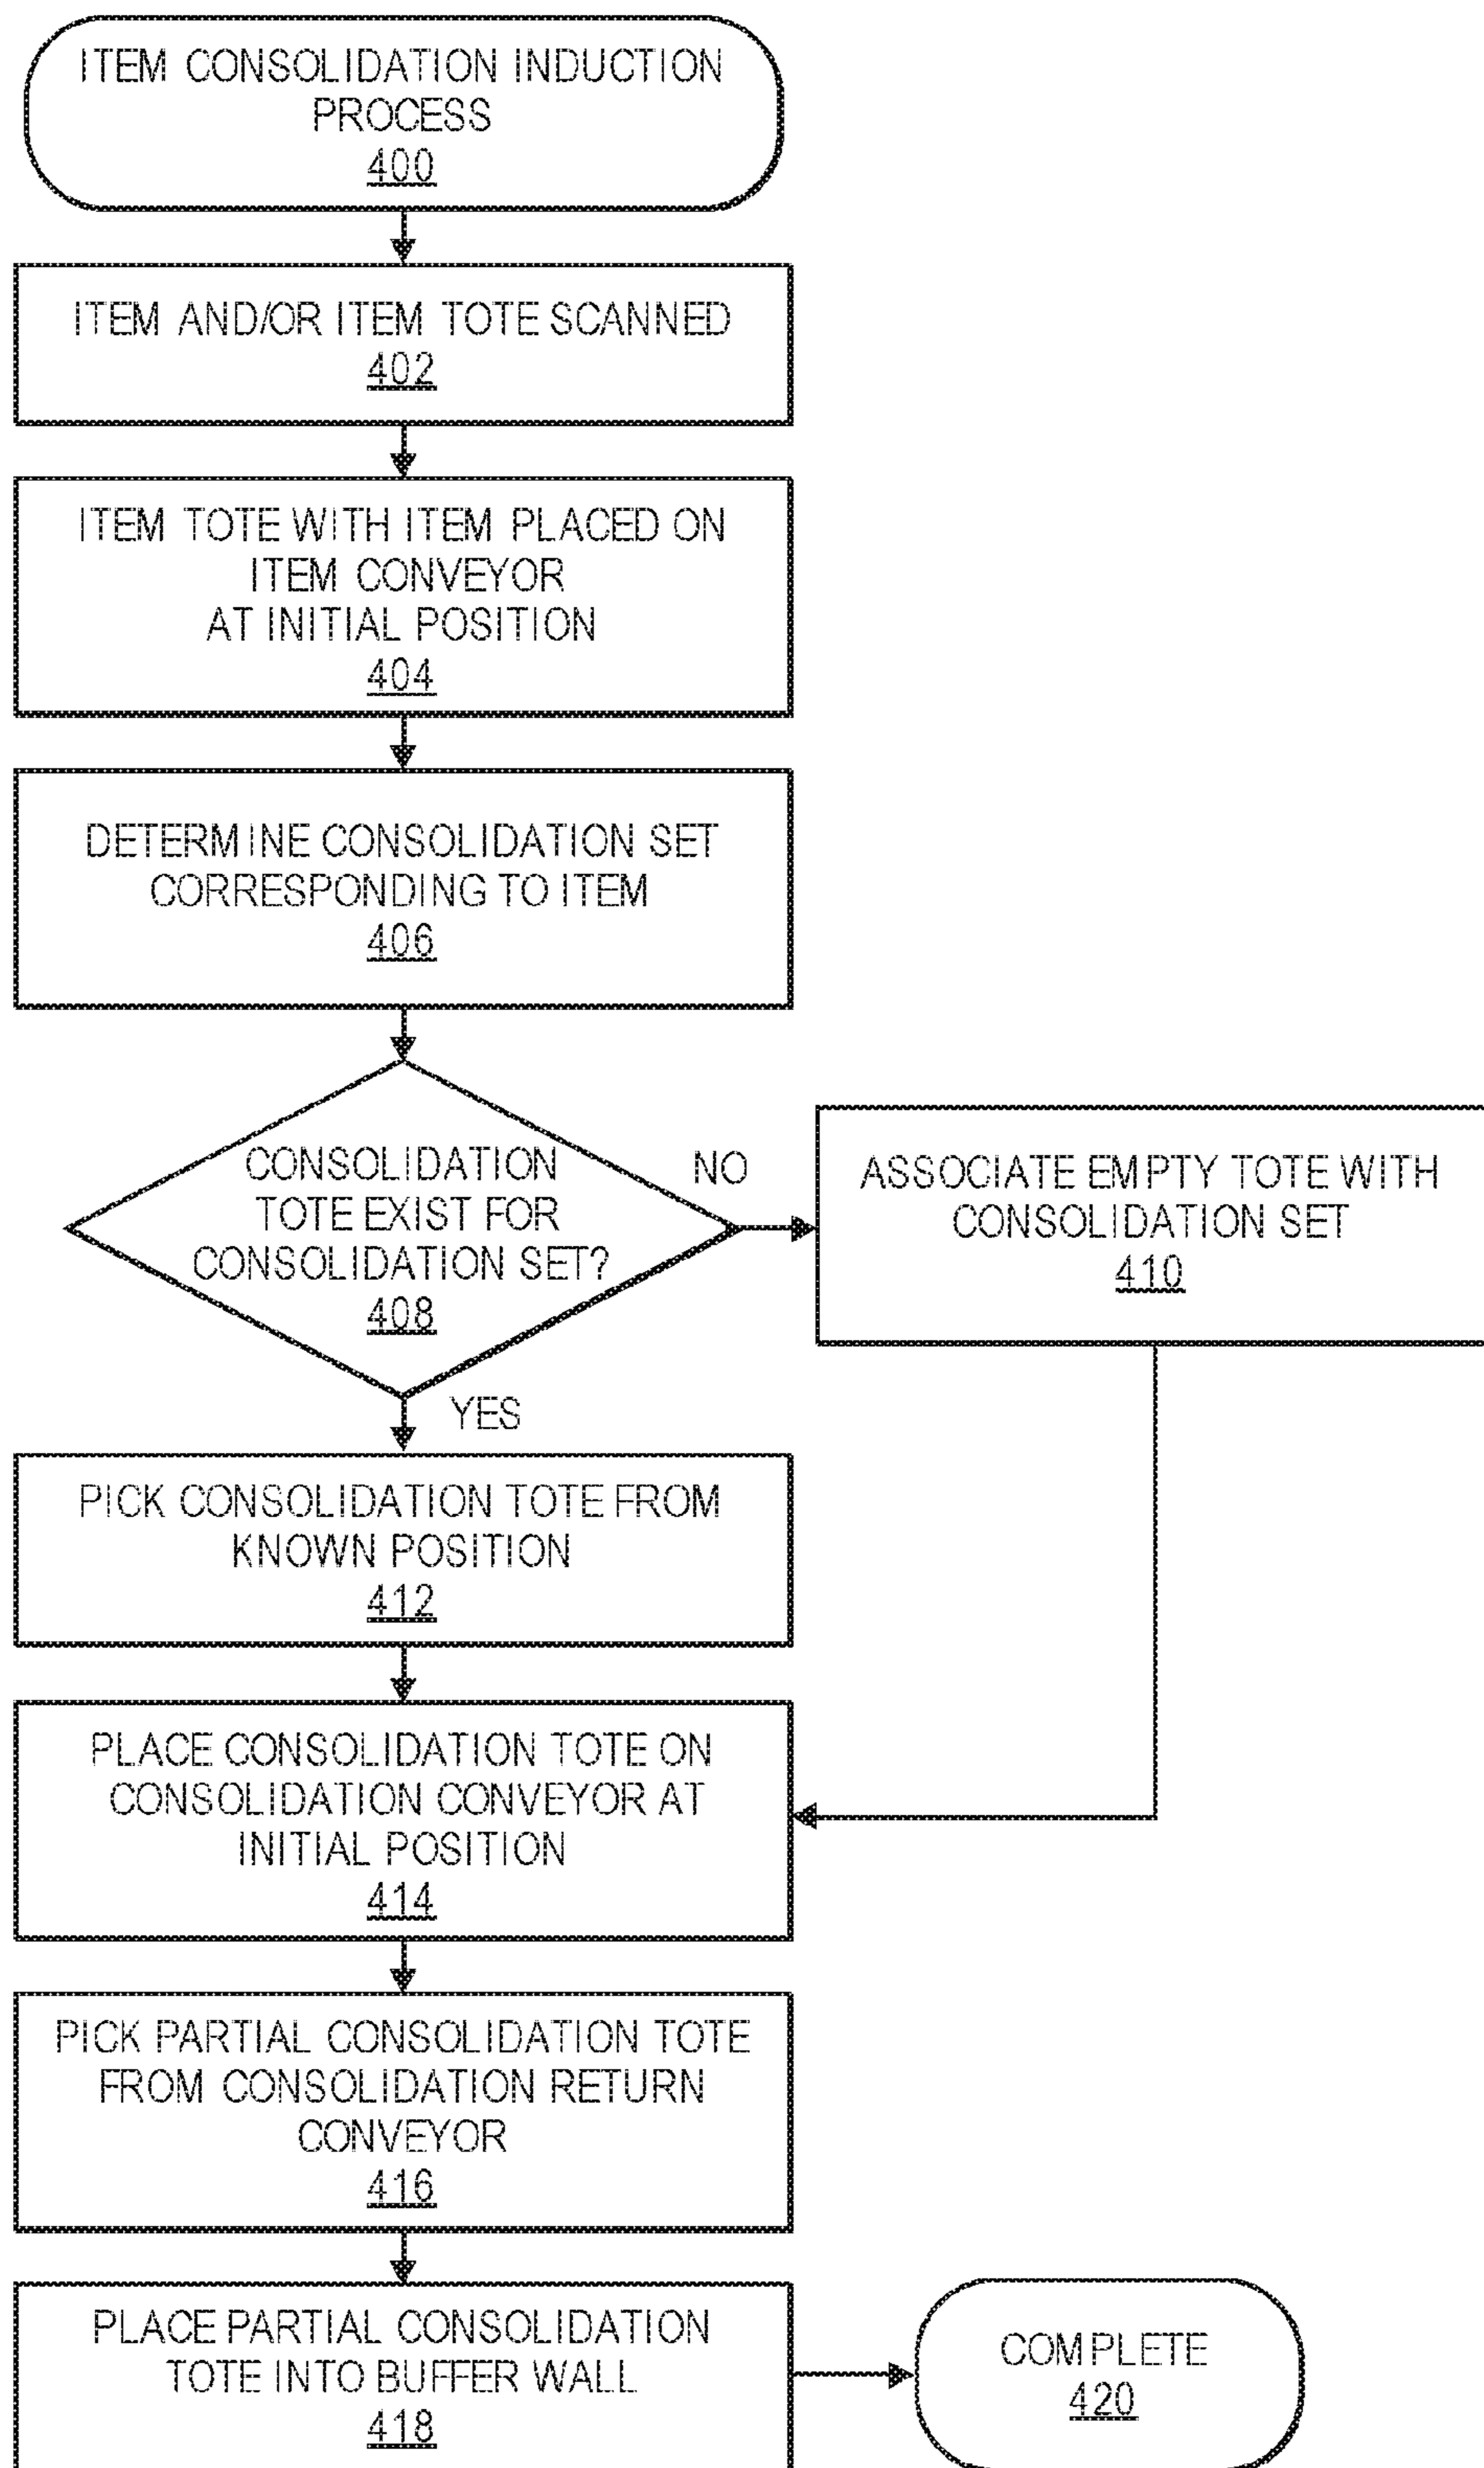 ITEM CONSOLIDATION INDUCTION
PROCESS
400
ITEM AND/OR ITEM TOTE SCANNED
402
ITEM TOTE WITH ITEM PLACED ON
ITEM CONVEYOR
AT INITIAL POSITION
404
DETERMINE CONSOLIDATION SET
CORRESPONDING TO ITEM
406
CONSOLIDATION
TOTE EXIST FOR
CONSOLIDATION SET?
408
NO
ASSOCIATE EMPTY TOTE WITH
CONSOLIDATION SET
410
YES
PICK CONSOLIDATION TOTE FROM
KNOWN POSITION
412
PLACE CONSOLIDATION TOTE ON
CONSOLIDATION CONVEYOR AT
INITIAL POSITION
414
PICK PARTIAL CONSOLIDATION TOTE
FROM CONSOLIDATION RETURN
CONVEYOR
416
PLACE PARTIAL CONSOLIDATION
TOTE INTO BUFFER WALL
418
COMPLETE
420